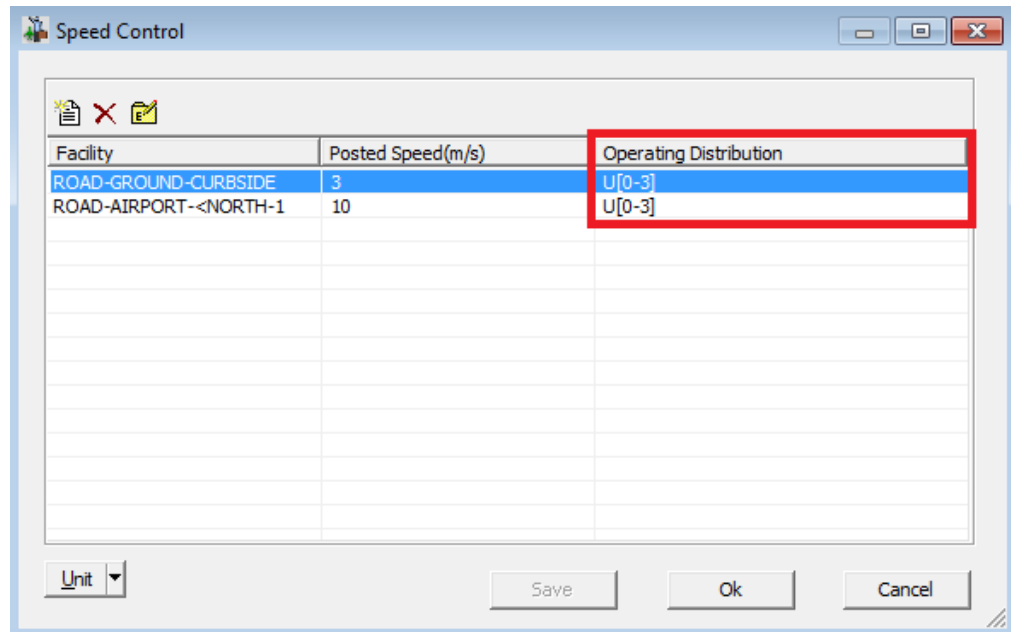 Speed Control
Facility Posted Speed(m/s) Operating Distribution
ROAD-GROUND-CURBSIDE 3 U[0-3]
ROAD-AIRPORT-<NORTH-1 10 U[0-3]
Unit Save Ok Cancel